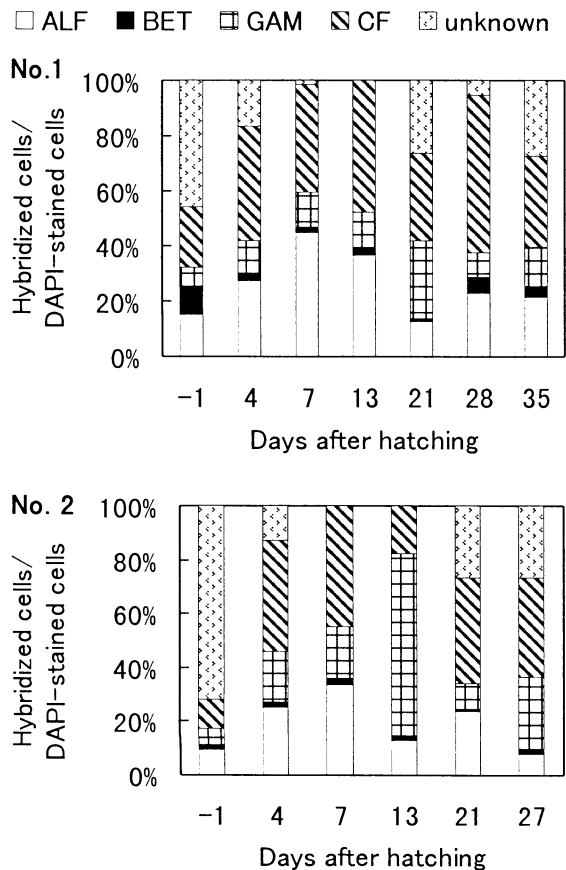 ALF BET GAM CF unknown
No.1
100%
80%
60%
40%
20%
0%
Hybridized cells/
DAPI-stained cells
-1 4 7 13 21 28 35
Days after hatching
No. 2
100%
80%
60%
40%
20%
0%
Hybridized cells/
DAPI-stained cells
-1 4 7 13 21 27
Days after hatching